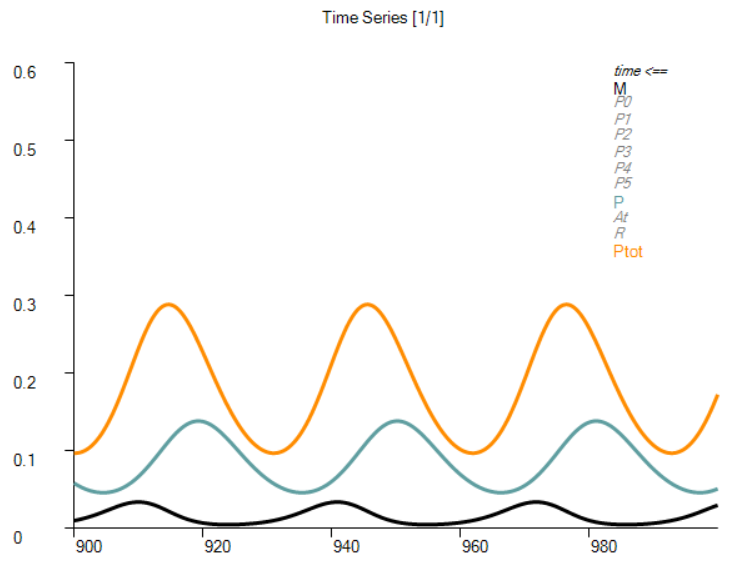 Time Series [1/1]
0.6
0.5
0.4
0.3
0.2
0.1
0
900 920 940 960 980
time <==
M
P0
P1
P2
P3
P4
P5
P
At
R
Ptot